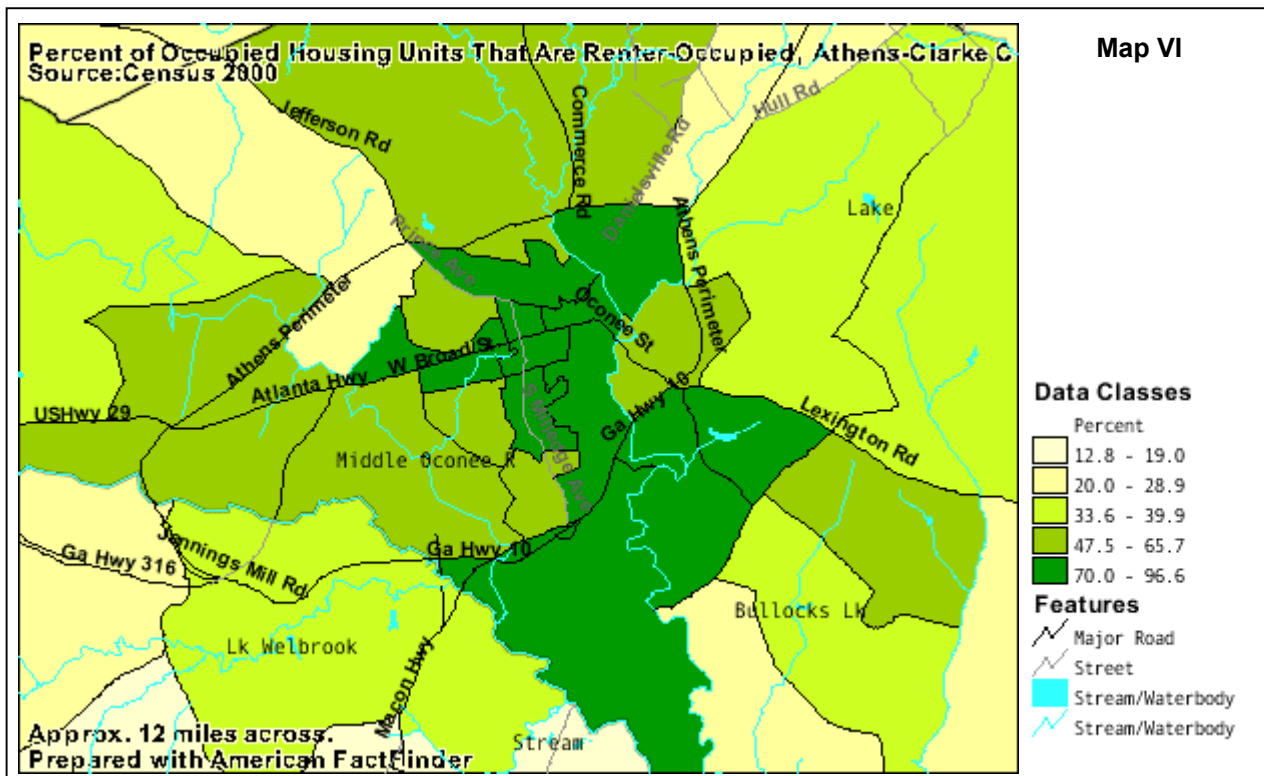 Percent of Occupied Housing Units That Are Renter-Occupied, Athens-Clarke C
Source:Census 2000
Map VI
Jefferson Rd
Commerce Rd
Danielsville Rd
Hull Rd
Lake
Prince Ave
Athens Perimeter
Athens Perimeter
Oconee St
W Broad St
Atlanta Hwy
USHwy 29
S Milledge Ave
Ga Hwy 10
Lexington Rd
Middle Oconee R
Ga Hwy 316
Jennings Mill Rd
Ga Hwy 10
Bullocks Lk
Lk Welbrook
Macon Hwy
Stream
Approx. 12 miles across.
Prepared with American FactFinder
Data Classes
Percent
12.8 - 19.0
20.0 - 28.9
33.6 - 39.9
47.5 - 65.7
70.0 - 96.6
Features
Major Road
Street
Stream/Waterbody
Stream/Waterbody